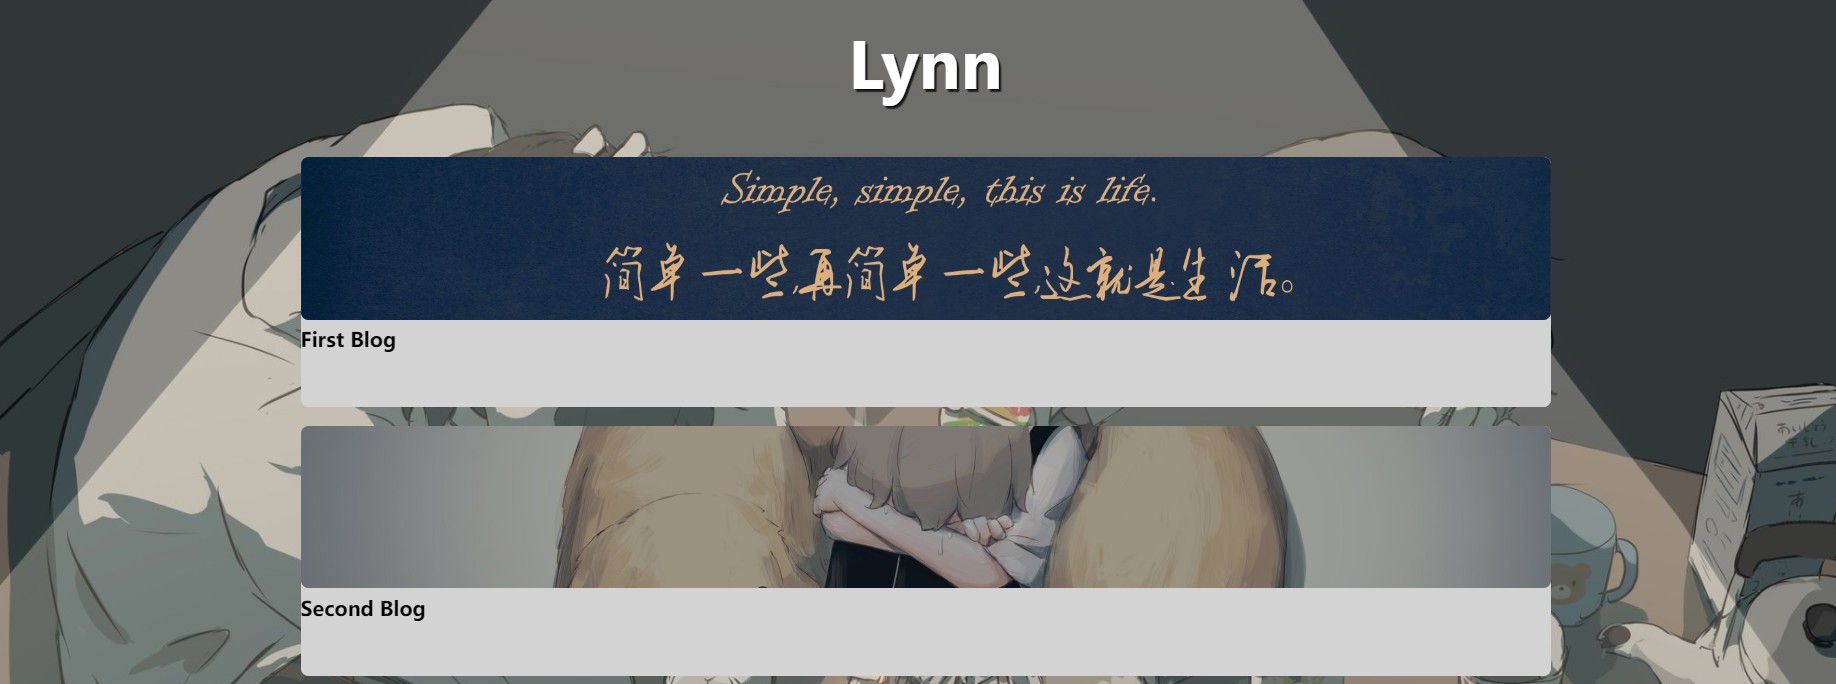 Lynn
Simple, simple, this is life.
简单一些,再简单一些,这就是生活。
First Blog
Second Blog